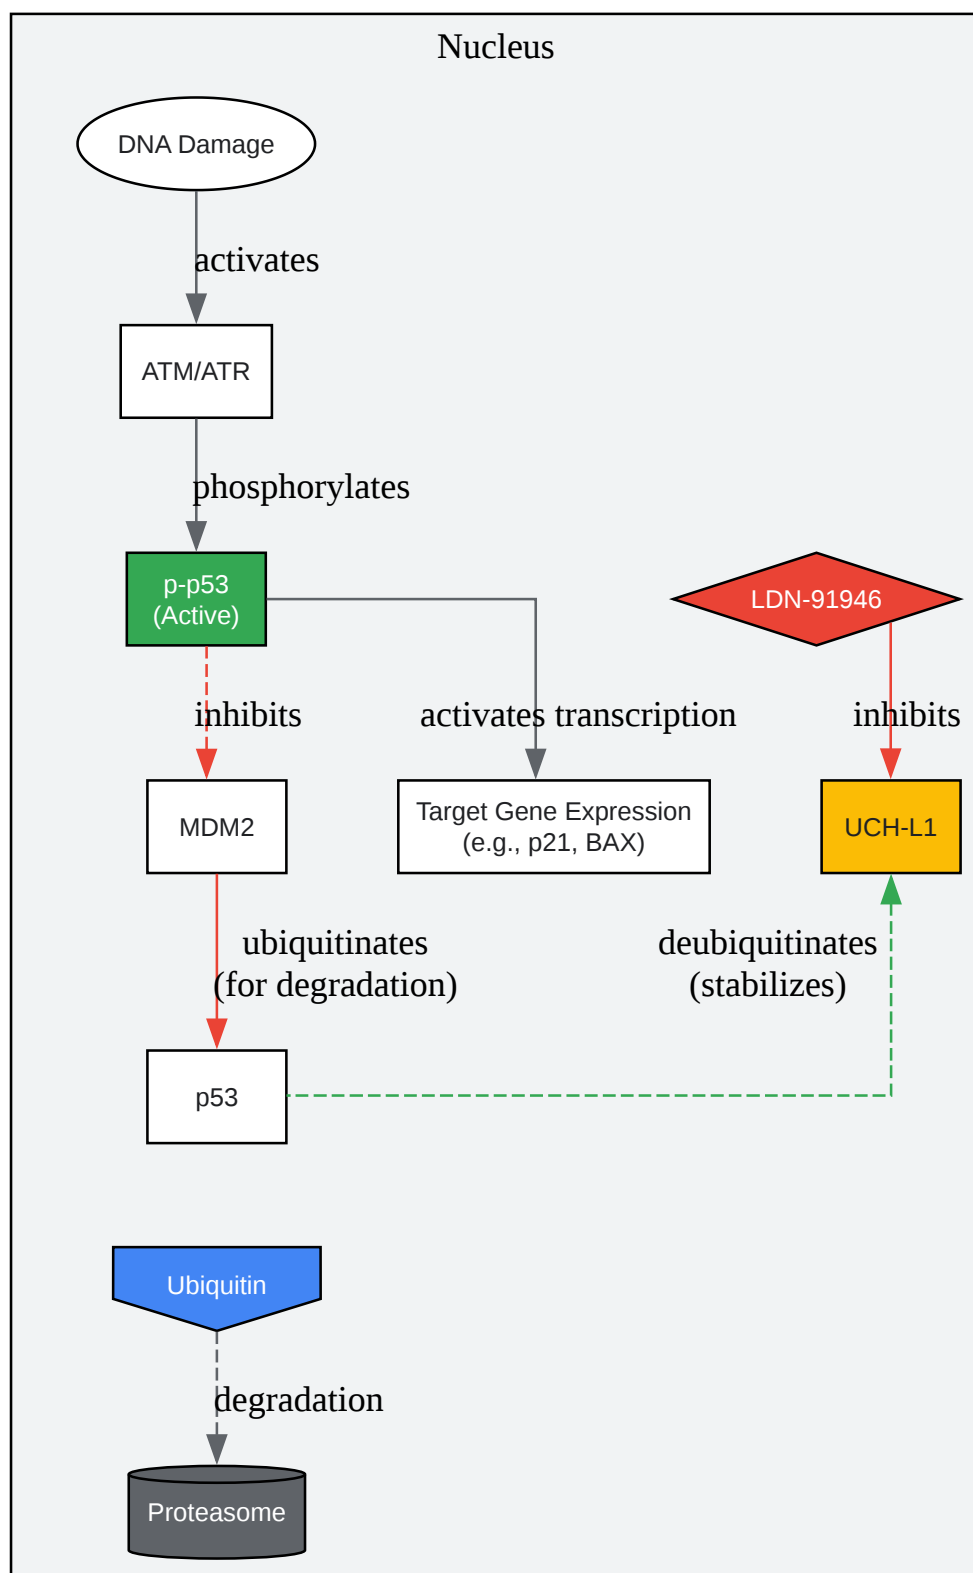 Nucleus
DNA Damage
activates
ATM/ATR
phosphorylates
p-p53
(Active)
LDN-91946
inhibits
activates transcription
inhibits
MDM2
Target Gene Expression
(e.g., p21, BAX)
UCH-L1
ubiquitinates
(for degradation)
deubiquitinates
(stabilizes)
p53
Ubiquitin
degradation
Proteasome